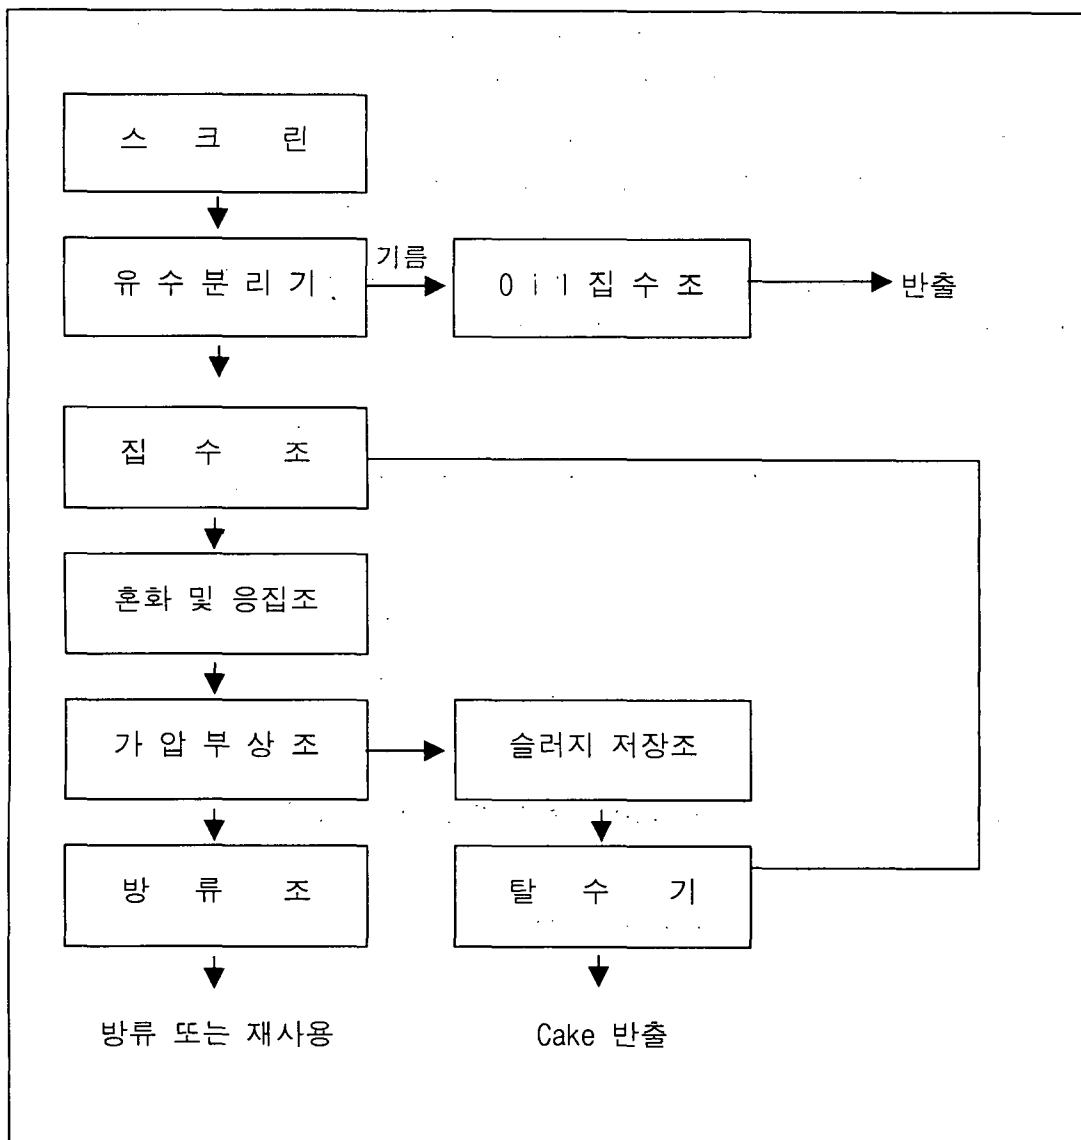 스 크 린
기름
유 수 분 리 기
O i l 집 수 조
반출
집 수 조
혼화 및 응집조
가 압 부 상 조
슬러지 저장조
방 류 조
탈 수 기
방류 또는 재사용
Cake 반출